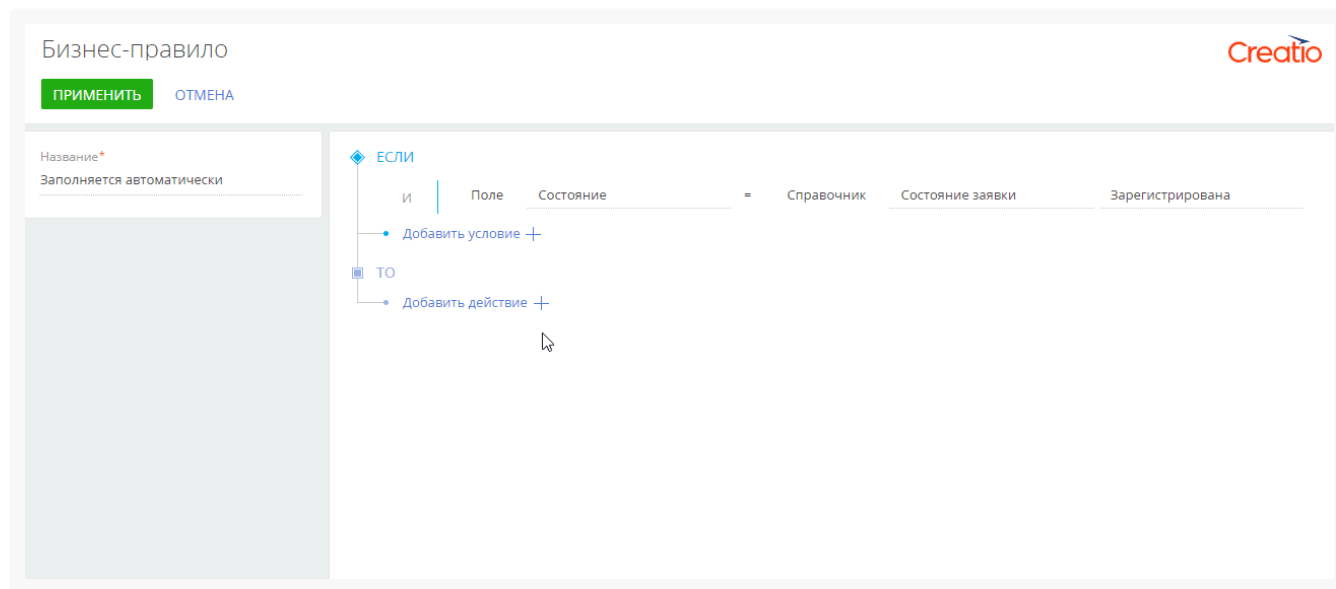 Бизнес-правило
Creatio
ПРИМЕНИТЬ ОТМЕНА
Название*
Заполняется автоматически
ЕСЛИ
И Поле Состояние = Справочник Состояние заявки Зарегистрирована
Добавить условие +
ТО
Добавить действие +